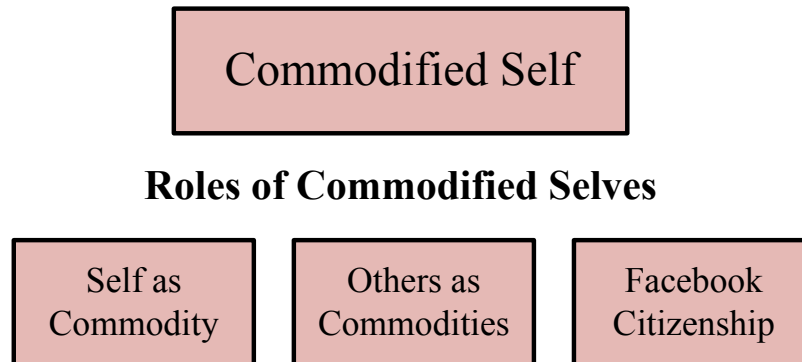 Commodified Self
Roles of Commodified Selves
Self as
Commodity
Others as
Commodities
Facebook
Citizenship